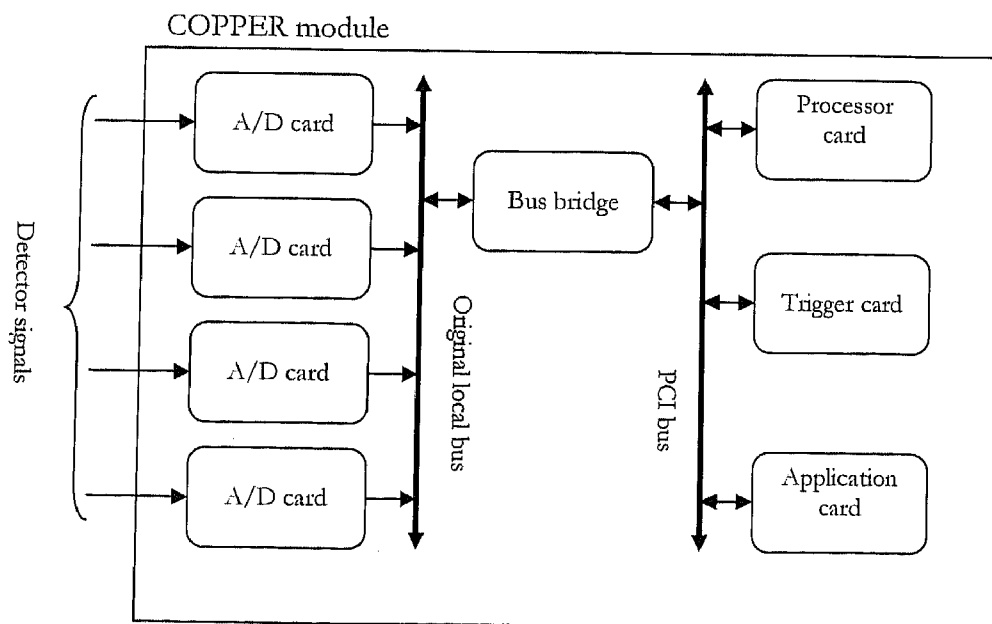 COPPER module
Detector signals
A/D card
A/D card
A/D card
A/D card
Original local bus
Bus bridge
PCI bus
Processor
card
Trigger card
Application
card